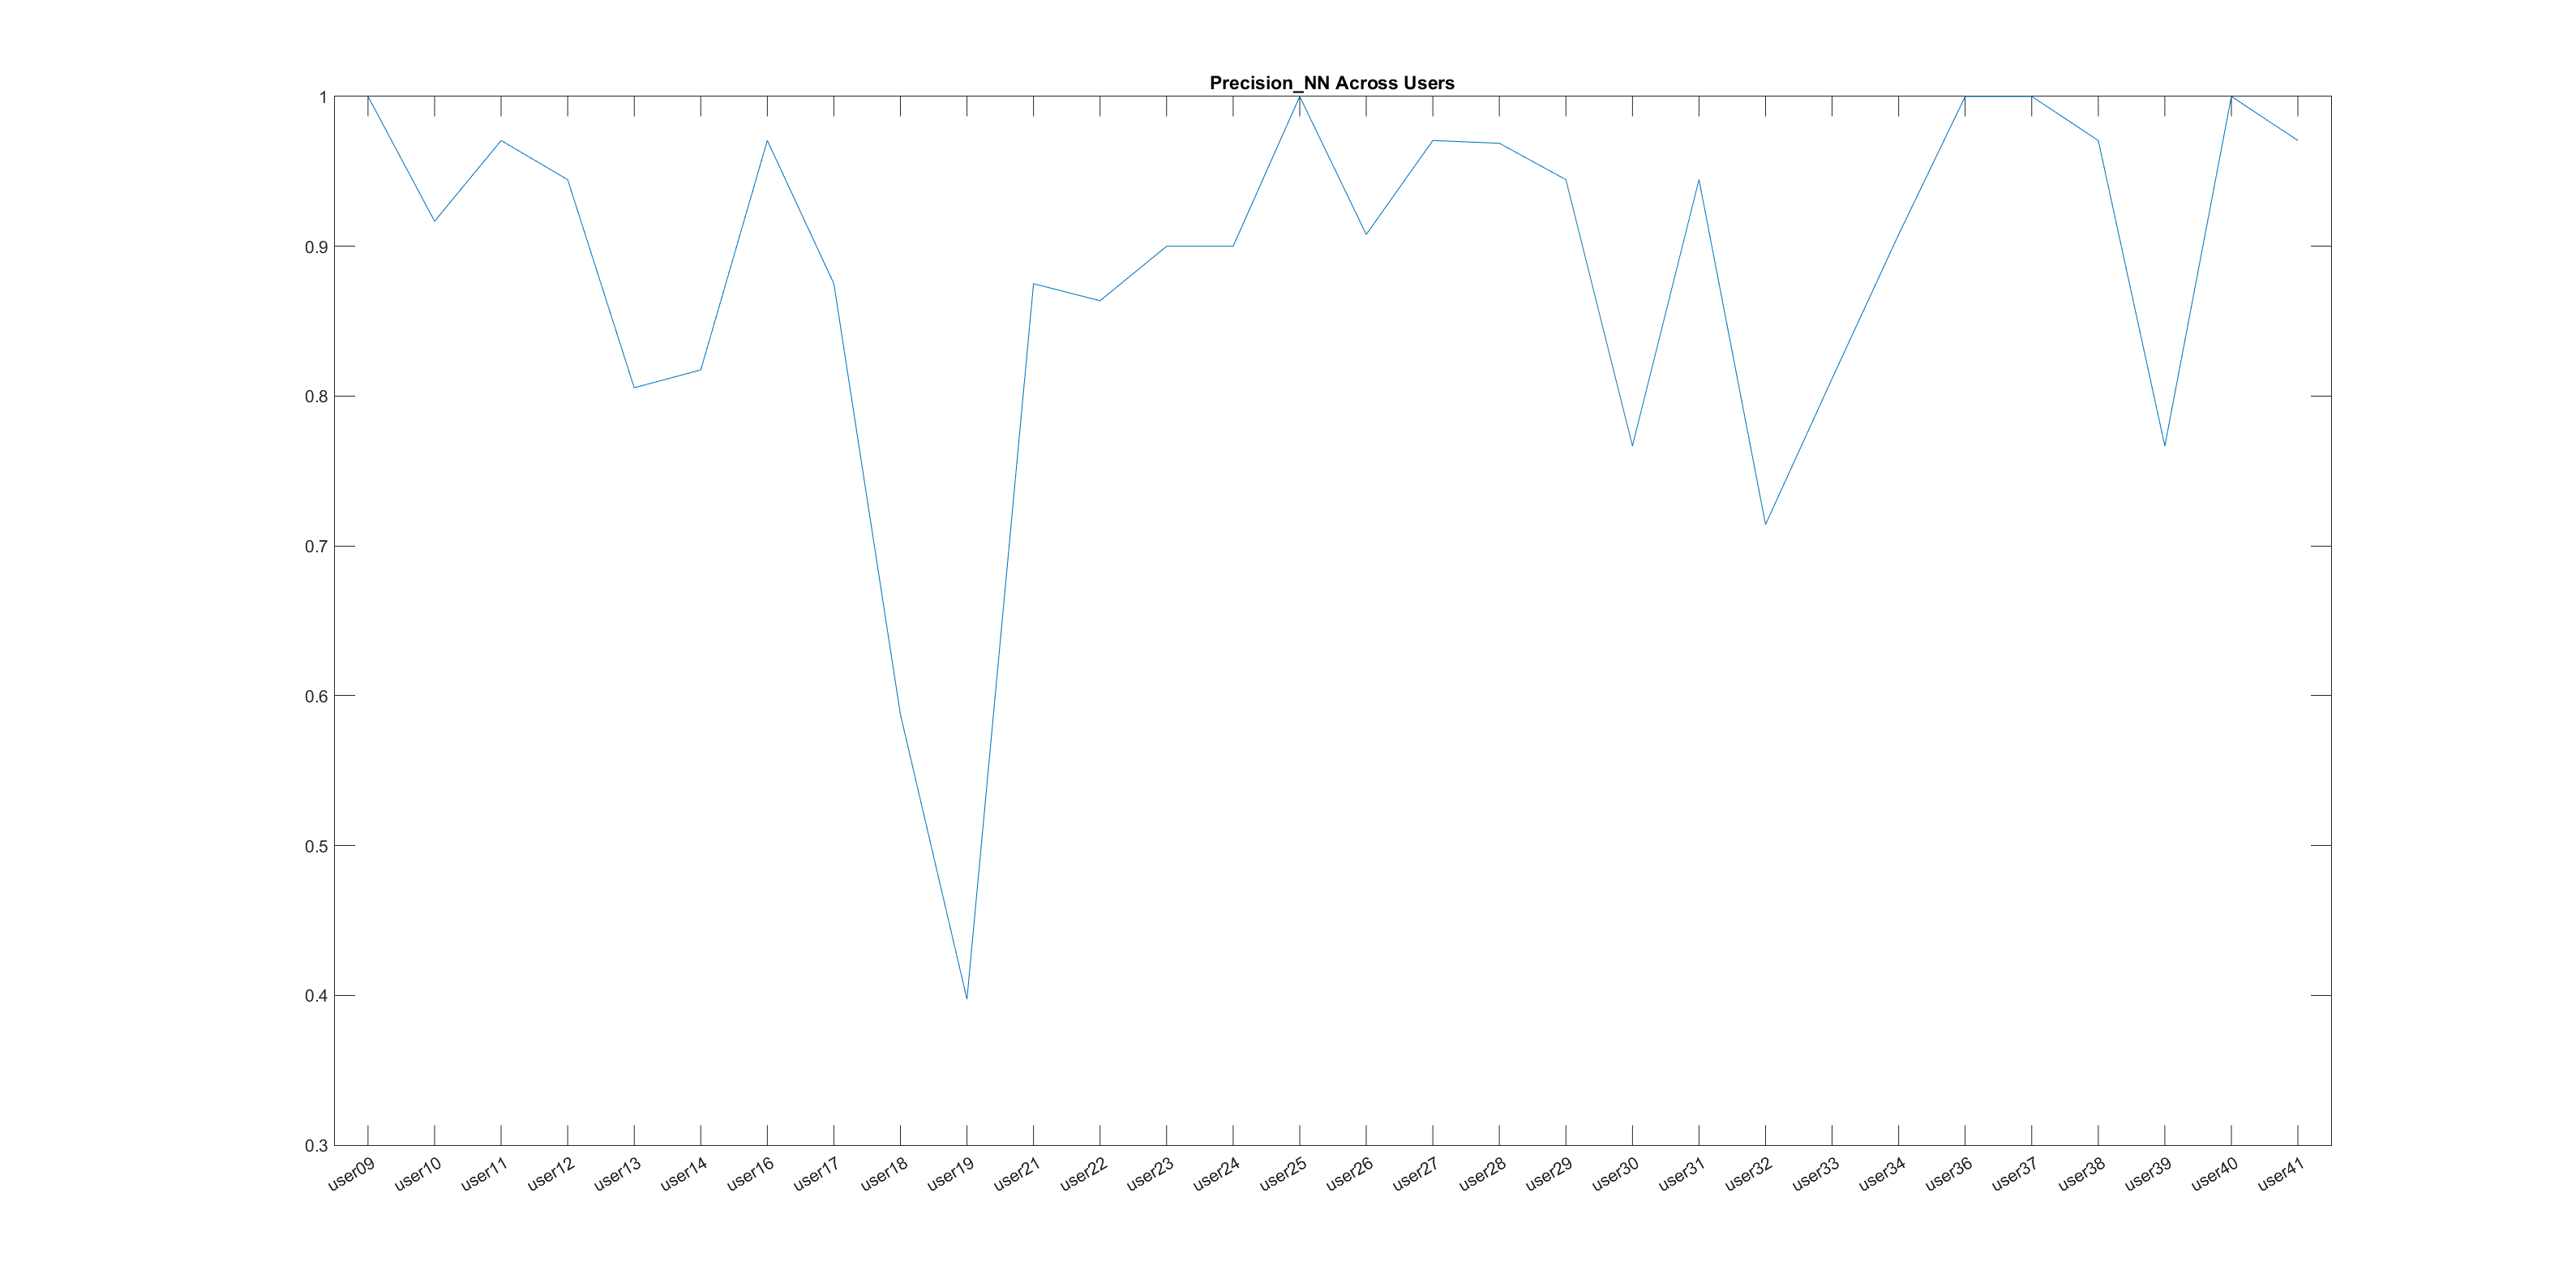 Precision_NN Across Users
1
0.9
0.8
0.7
0.6
0.5
0.4
0.3
user09
user10
user11
user12
user13
user14
user16
user17
user18
user19
user21
user22
user23
user24
user25
user26
user27
user28
user29
user30
user31
user32
user33
user34
user36
user37
user38
user39
user40
user41